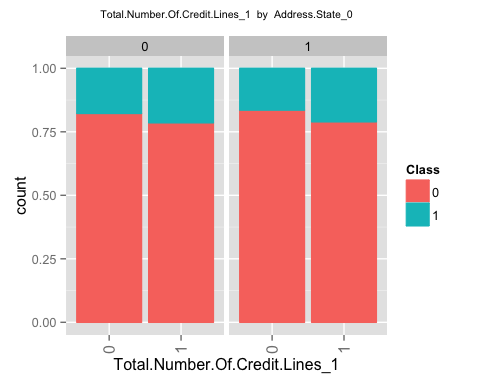 Total.Number.Of.Credit.Lines_1 by Address.State_0
0 1
1.00
0.75
0.50
0.25
0.00
count
0 1 0 1
Total.Number.Of.Credit.Lines_1
Class
0
1